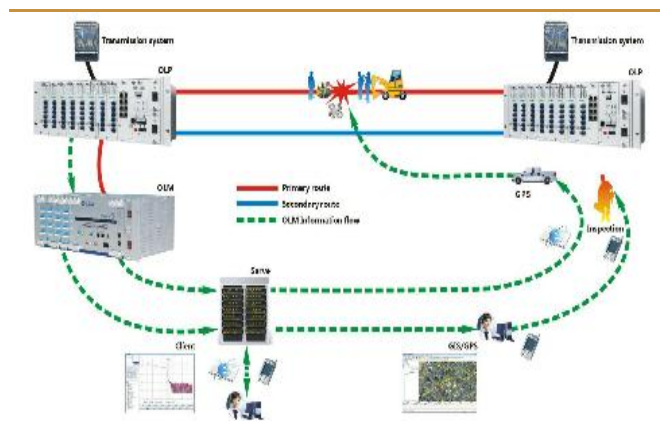 Transmission system
Transmission system
OLP
OLP
OLM
Primary route
Secondary route
OLM information flow
GPS
Inspection
Serve
Client
GIS/GPS